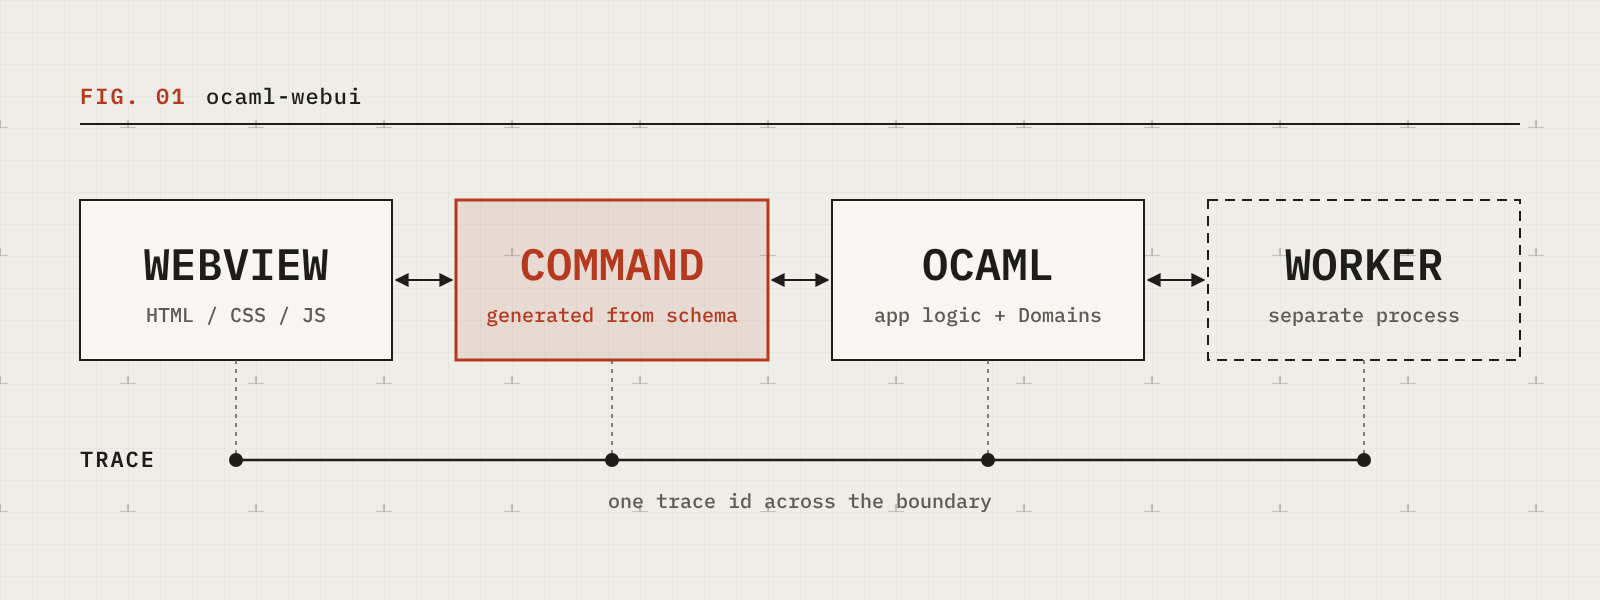 FIG. 01 ocaml-webui
WEBVIEW
HTML / CSS / JS
COMMAND
generated from schema
OCAML
app logic + Domains
WORKER
separate process
TRACE
one trace id across the boundary